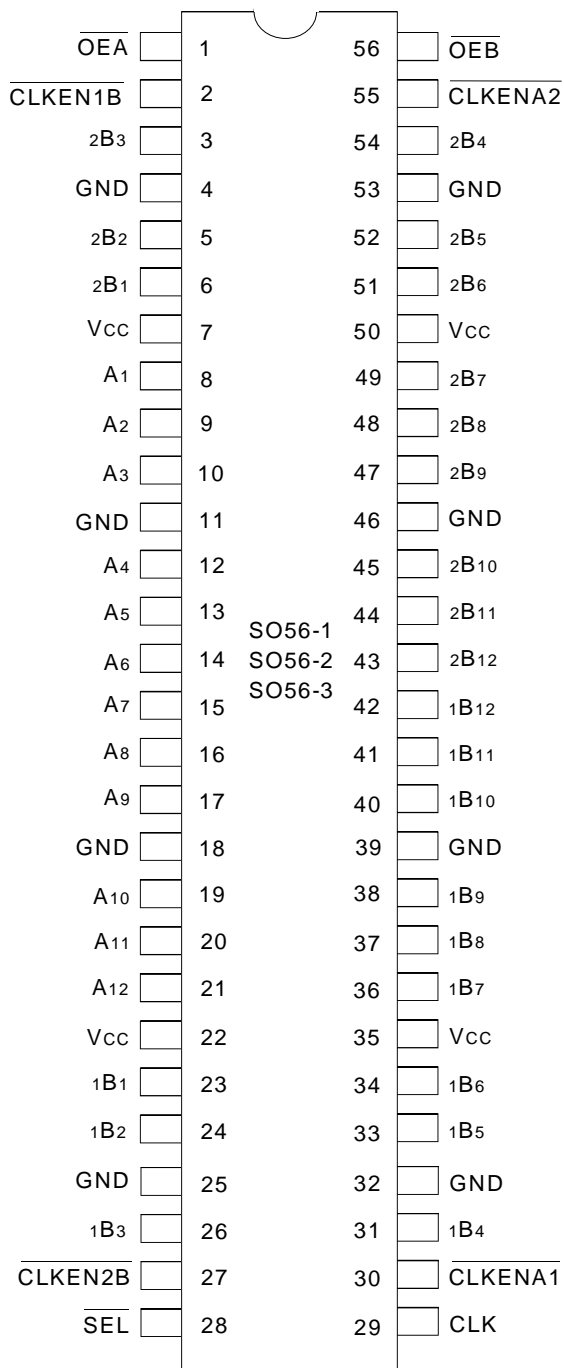 OEA 1 56 OEB
CLKEN1B 2 55 CLKENA2
2B3 3 54 2B4
GND 4 53 GND
2B2 5 52 2B5
2B1 6 51 2B6
VCC 7 50 VCC
A1 8 49 2B7
A2 9 48 2B8
A3 10 47 2B9
GND 11 46 GND
A4 12 45 2B10
A5 13 44 2B11
SO56-1
A6 14 SO56-2 43 2B12
SO56-3
A7 15 42 1B12
A8 16 41 1B11
A9 17 40 1B10
GND 18 39 GND
A10 19 38 1B9
A11 20 37 1B8
A12 21 36 1B7
VCC 22 35 VCC
1B1 23 34 1B6
1B2 24 33 1B5
GND 25 32 GND
1B3 26 31 1B4
CLKEN2B 27 30 CLKENA1
SEL 28 29 CLK